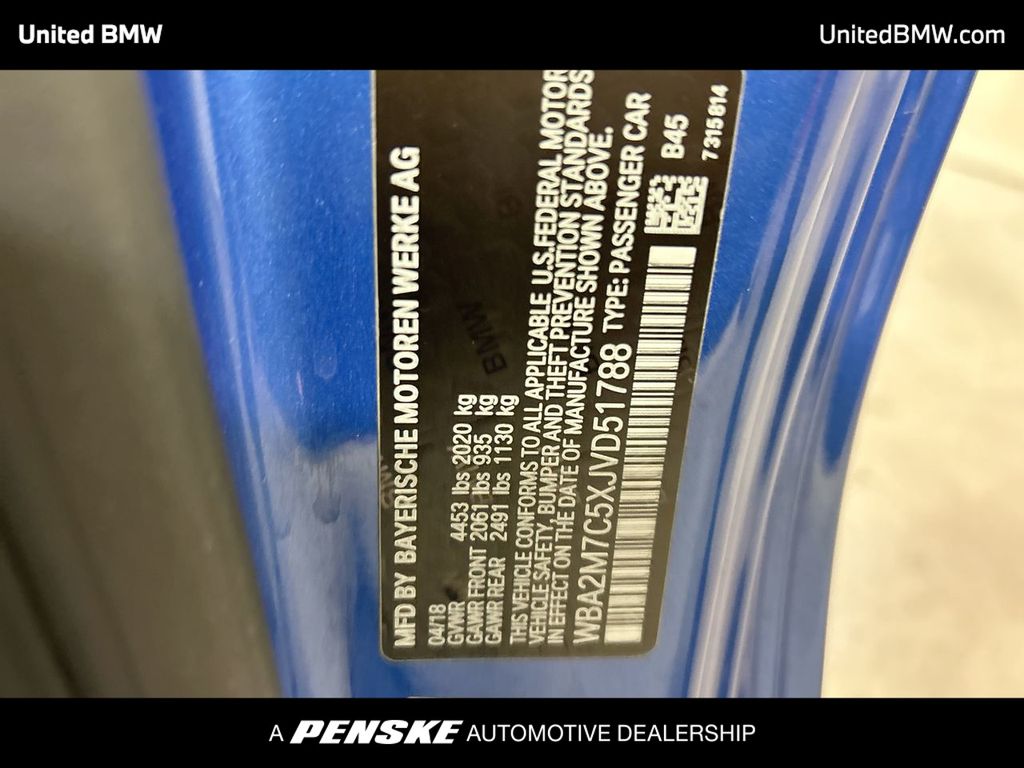 United BMW
UnitedBMW.com
MFD BY BAYERISCHE MOTOREN WERKE AG
04/18
GVWR 4453 lbs 2020 kg
GAWR FRONT 2061 lbs 935 kg
GAWR REAR 2491 lbs 1130 kg
THIS VEHICLE CONFORMS TO ALL APPLICABLE U.S.FEDERAL MOTOR
VEHICLE SAFETY, BUMPER AND THEFT PREVENTION STANDARDS
IN EFFECT ON THE DATE OF MANUFACTURE SHOWN ABOVE.
WBA2M7C5XJVD51788 TYPE: PASSENGER CAR
B45
7315814
BMW
A PENSKE AUTOMOTIVE DEALERSHIP